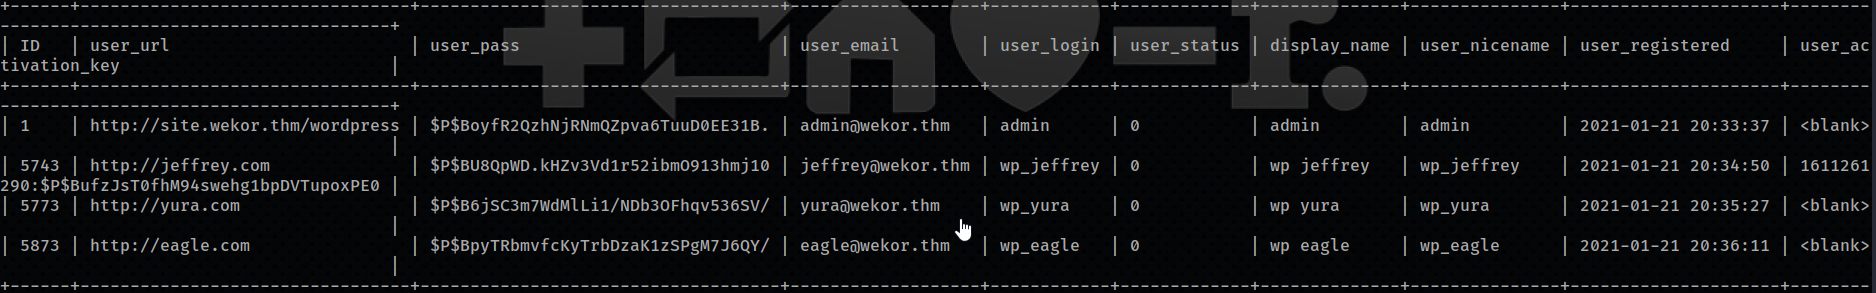 +------+---------------------------------+------------------------------------+-------------------+------------+-------------+--------------+---------------+---------------------+--------
---------------------------------------+
| ID   | user_url                        | user_pass                          | user_email        | user_login | user_status | display_name | user_nicename | user_registered     | user_ac
tivation_key                           |
+------+---------------------------------+------------------------------------+-------------------+------------+-------------+--------------+---------------+---------------------+--------
---------------------------------------+
| 1    | http://site.wekor.thm/wordpress | $P$BoyfR2QzhNjRNmQZpva6TuuD0EE31B. | admin@wekor.thm   | admin      | 0           | admin        | admin         | 2021-01-21 20:33:37 | <blank>
                                       |
| 5743 | http://jeffrey.com              | $P$BU8QpWD.kHZv3Vd1r52ibmO913hmj10 | jeffrey@wekor.thm | wp_jeffrey | 0           | wp jeffrey   | wp_jeffrey    | 2021-01-21 20:34:50 | 1611261
290:$P$BufzJsT0fhM94swehg1bpDVTupoxPE0 |
| 5773 | http://yura.com                 | $P$B6jSC3m7WdMlLi1/NDb3OFhqv536SV/ | yura@wekor.thm    | wp_yura    | 0           | wp yura      | wp_yura       | 2021-01-21 20:35:27 | <blank>
                                       |
| 5873 | http://eagle.com                | $P$BpyTRbmvfcKyTrbDzaK1zSPgM7J6QY/ | eagle@wekor.thm   | wp_eagle   | 0           | wp eagle     | wp_eagle      | 2021-01-21 20:36:11 | <blank>
                                       |
+------+---------------------------------+------------------------------------+-------------------+------------+-------------+--------------+---------------+---------------------+--------